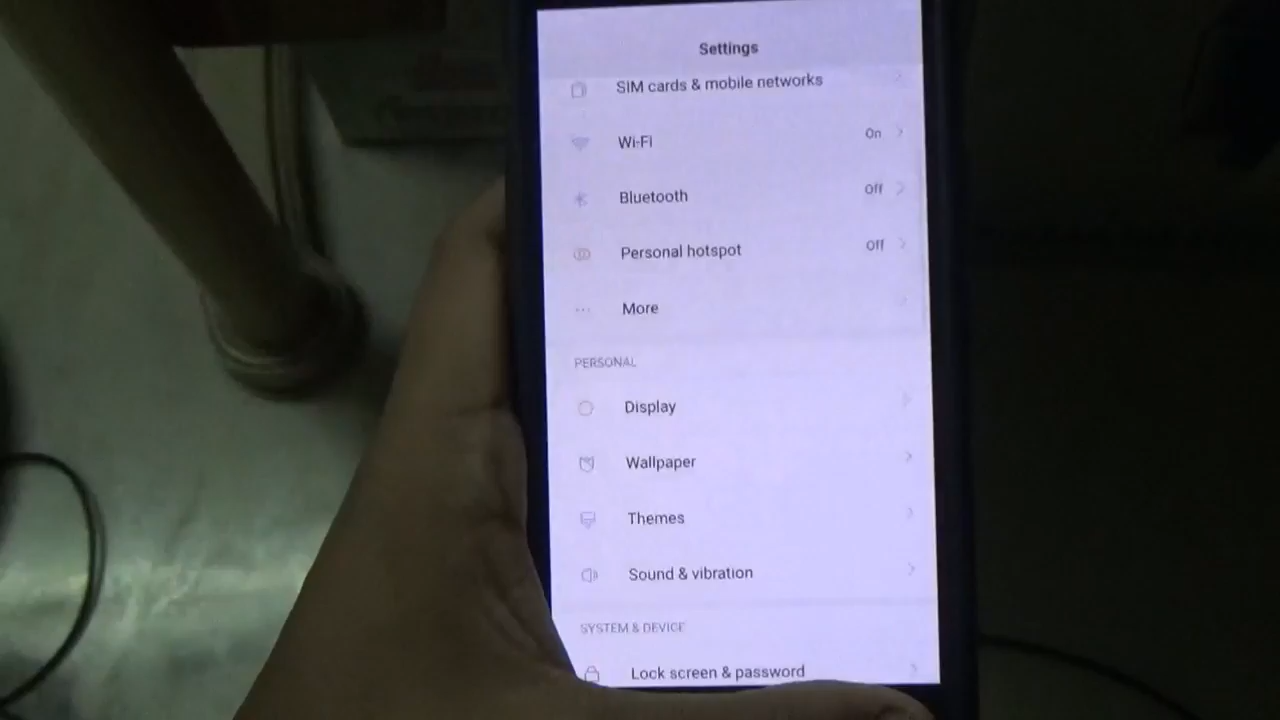 Settings
SIM cards & mobile networks
Wi-Fi On
Bluetooth Off
Personal hotspot Off
More
PERSONAL
Display
Wallpaper
Themes
Sound & vibration
SYSTEM & DEVICE
Lock screen & password